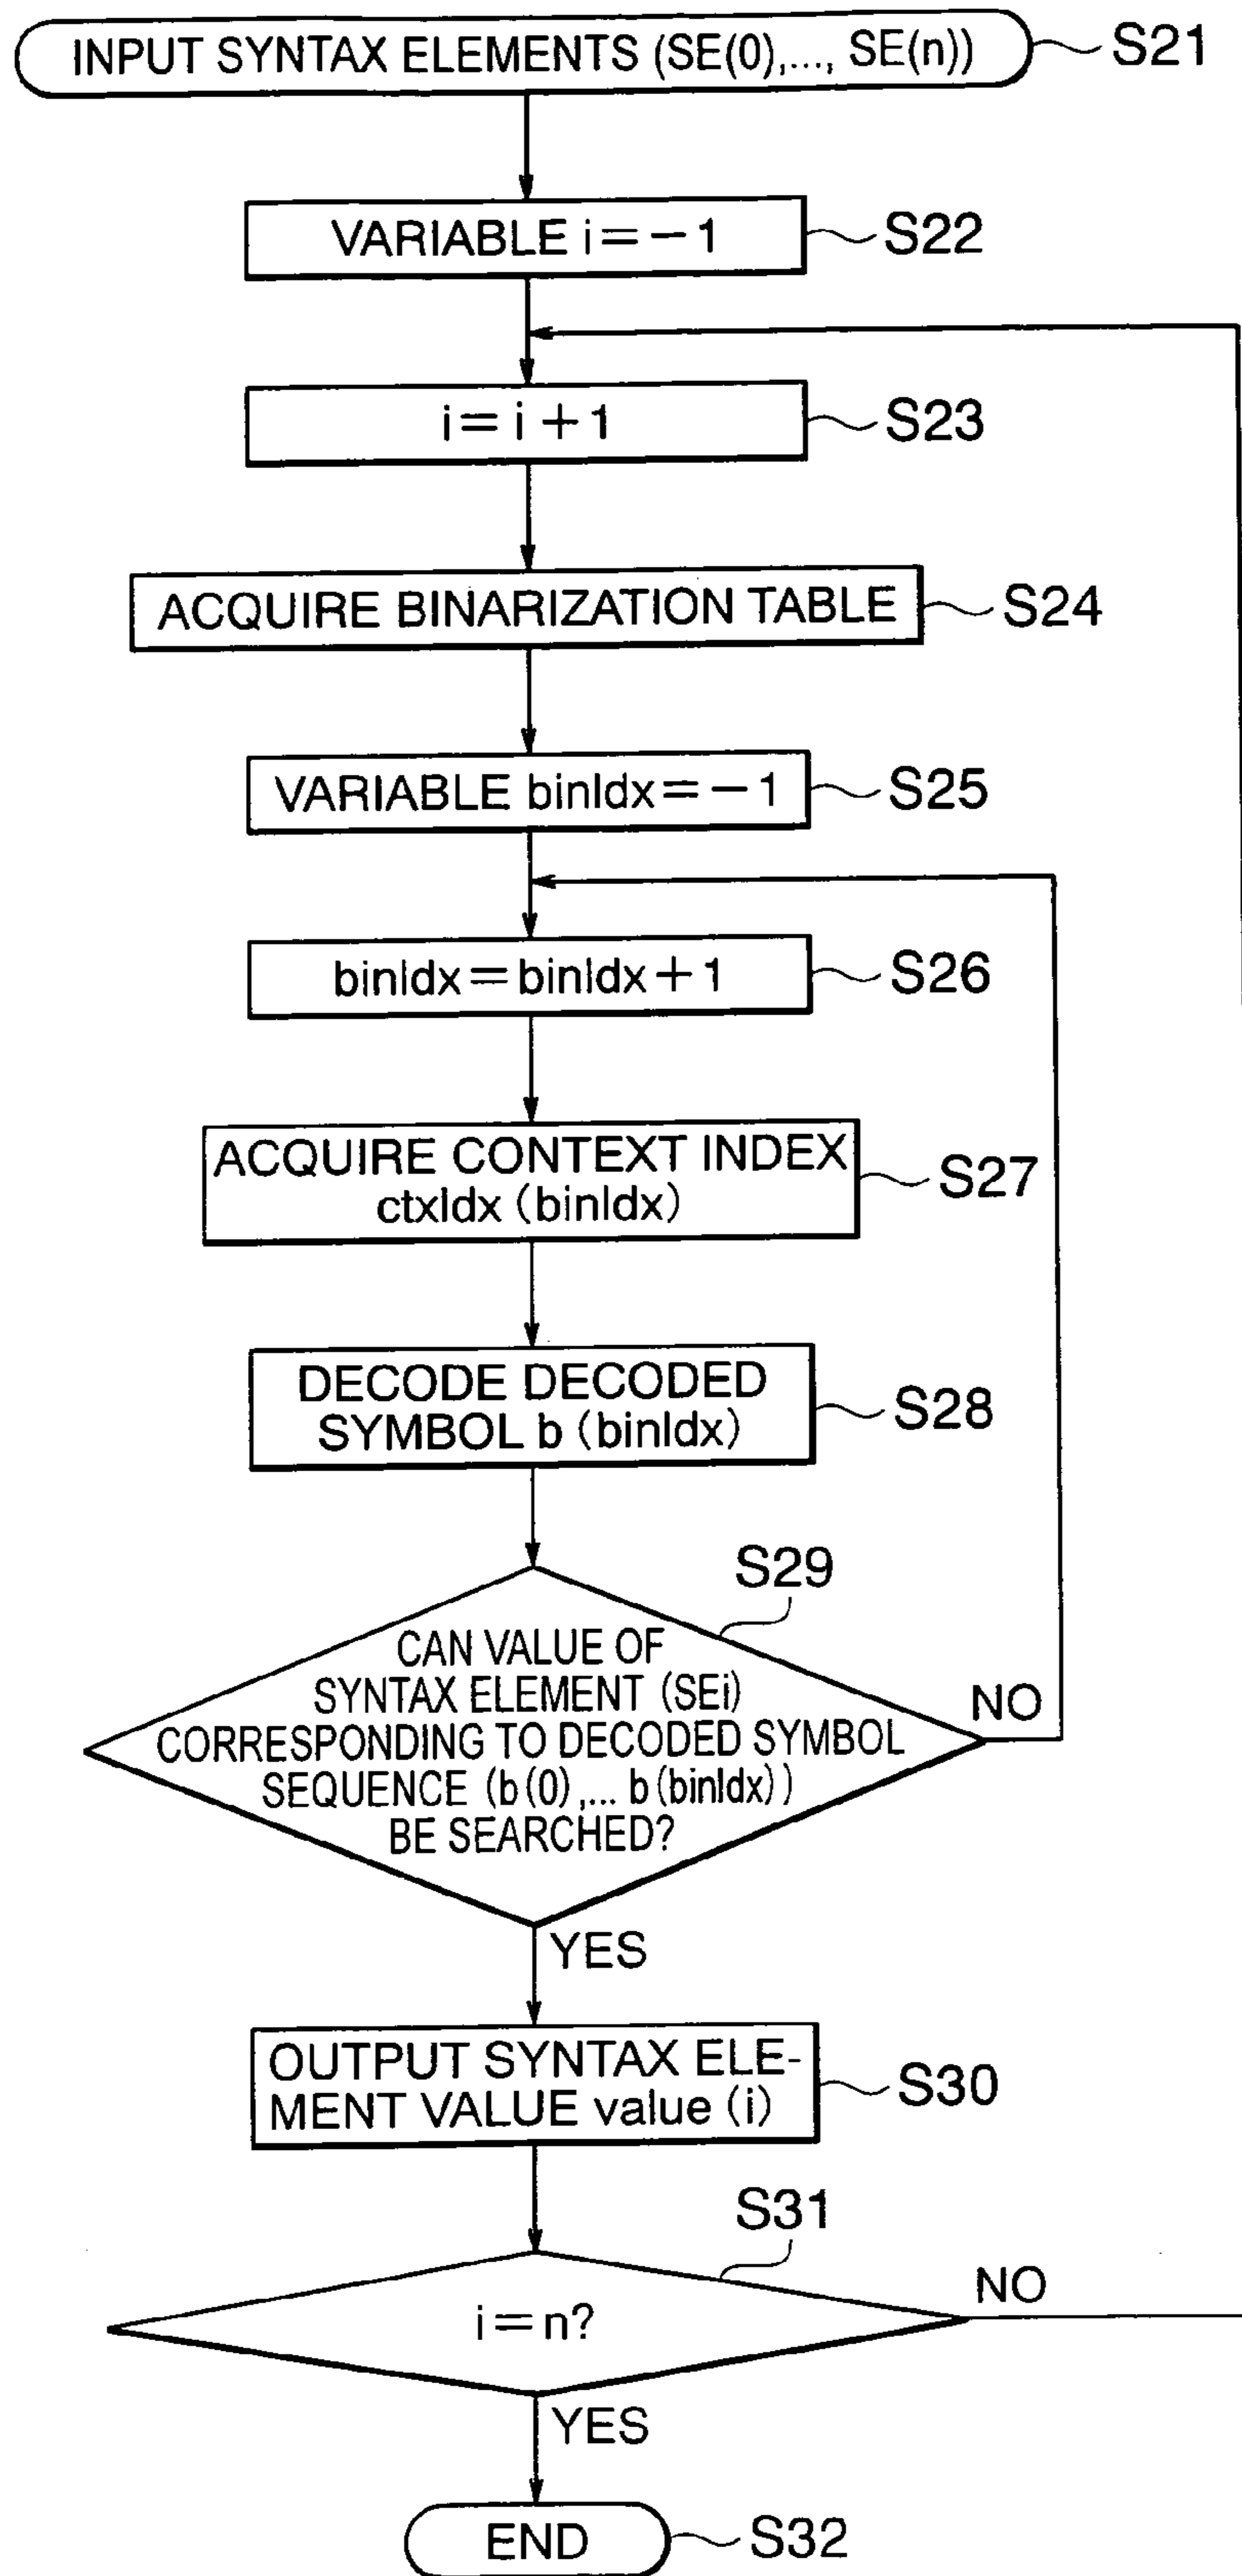 INPUT SYNTAX ELEMENTS (SE(0),..., SE(n))
S21
VARIABLE i=-1
S22
i=i+1
S23
ACQUIRE BINARIZATION TABLE
S24
VARIABLE binIdx=-1
S25
binIdx=binIdx+1
S26
ACQUIRE CONTEXT INDEX
ctxIdx (binIdx)
S27
DECODE DECODED
SYMBOL b (binIdx)
S28
S29
CAN VALUE OF
SYNTAX ELEMENT (SEi)
CORRESPONDING TO DECODED SYMBOL
SEQUENCE (b(0),... b(binIdx))
BE SEARCHED?
NO
YES
OUTPUT SYNTAX ELE-
MENT VALUE value (i)
S30
S31
i=n?
NO
YES
END
S32